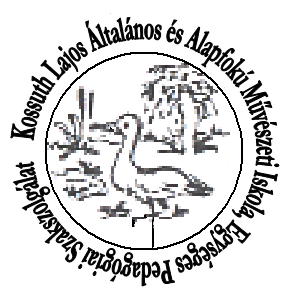 Kossuth Lajos Általános és Alapfokú Művészeti Iskola, Egységes Pedagógiai Szakszolgálat